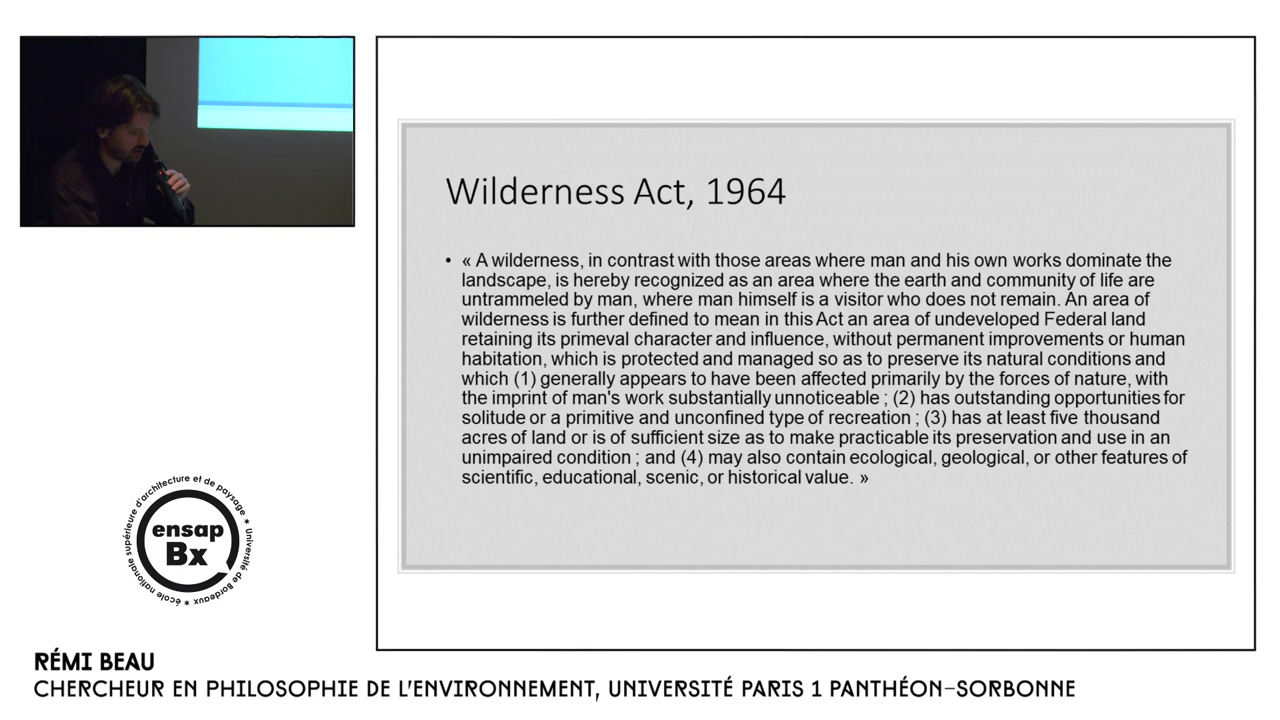 Wilderness Act, 1964
• « A wilderness, in contrast with those areas where man and his own works dominate the
landscape, is hereby recognized as an area where the earth and community of life are
untrammeled by man, where man himself is a visitor who does not remain. An area of
wilderness is further defined to mean in this Act an area of undeveloped Federal land
retaining its primeval character and influence, without permanent improvements or human
habitation, which is protected and managed so as to preserve its natural conditions and
which (1) generally appears to have been affected primarily by the forces of nature, with
the imprint of man's work substantially unnoticeable ; (2) has outstanding opportunities for
solitude or a primitive and unconfined type of recreation ; (3) has at least five thousand
acres of land or is of sufficient size as to make practicable its preservation and use in an
unimpaired condition ; and (4) may also contain ecological, geological, or other features of
scientific, educational, scenic, or historical value. »
école nationale supérieure d'architecture et de paysage * Université de Bordeaux *
ensap
Bx
RÉMI BEAU
CHERCHEUR EN PHILOSOPHIE DE L'ENVIRONNEMENT, UNIVERSITÉ PARIS 1 PANTHÉON-SORBONNE